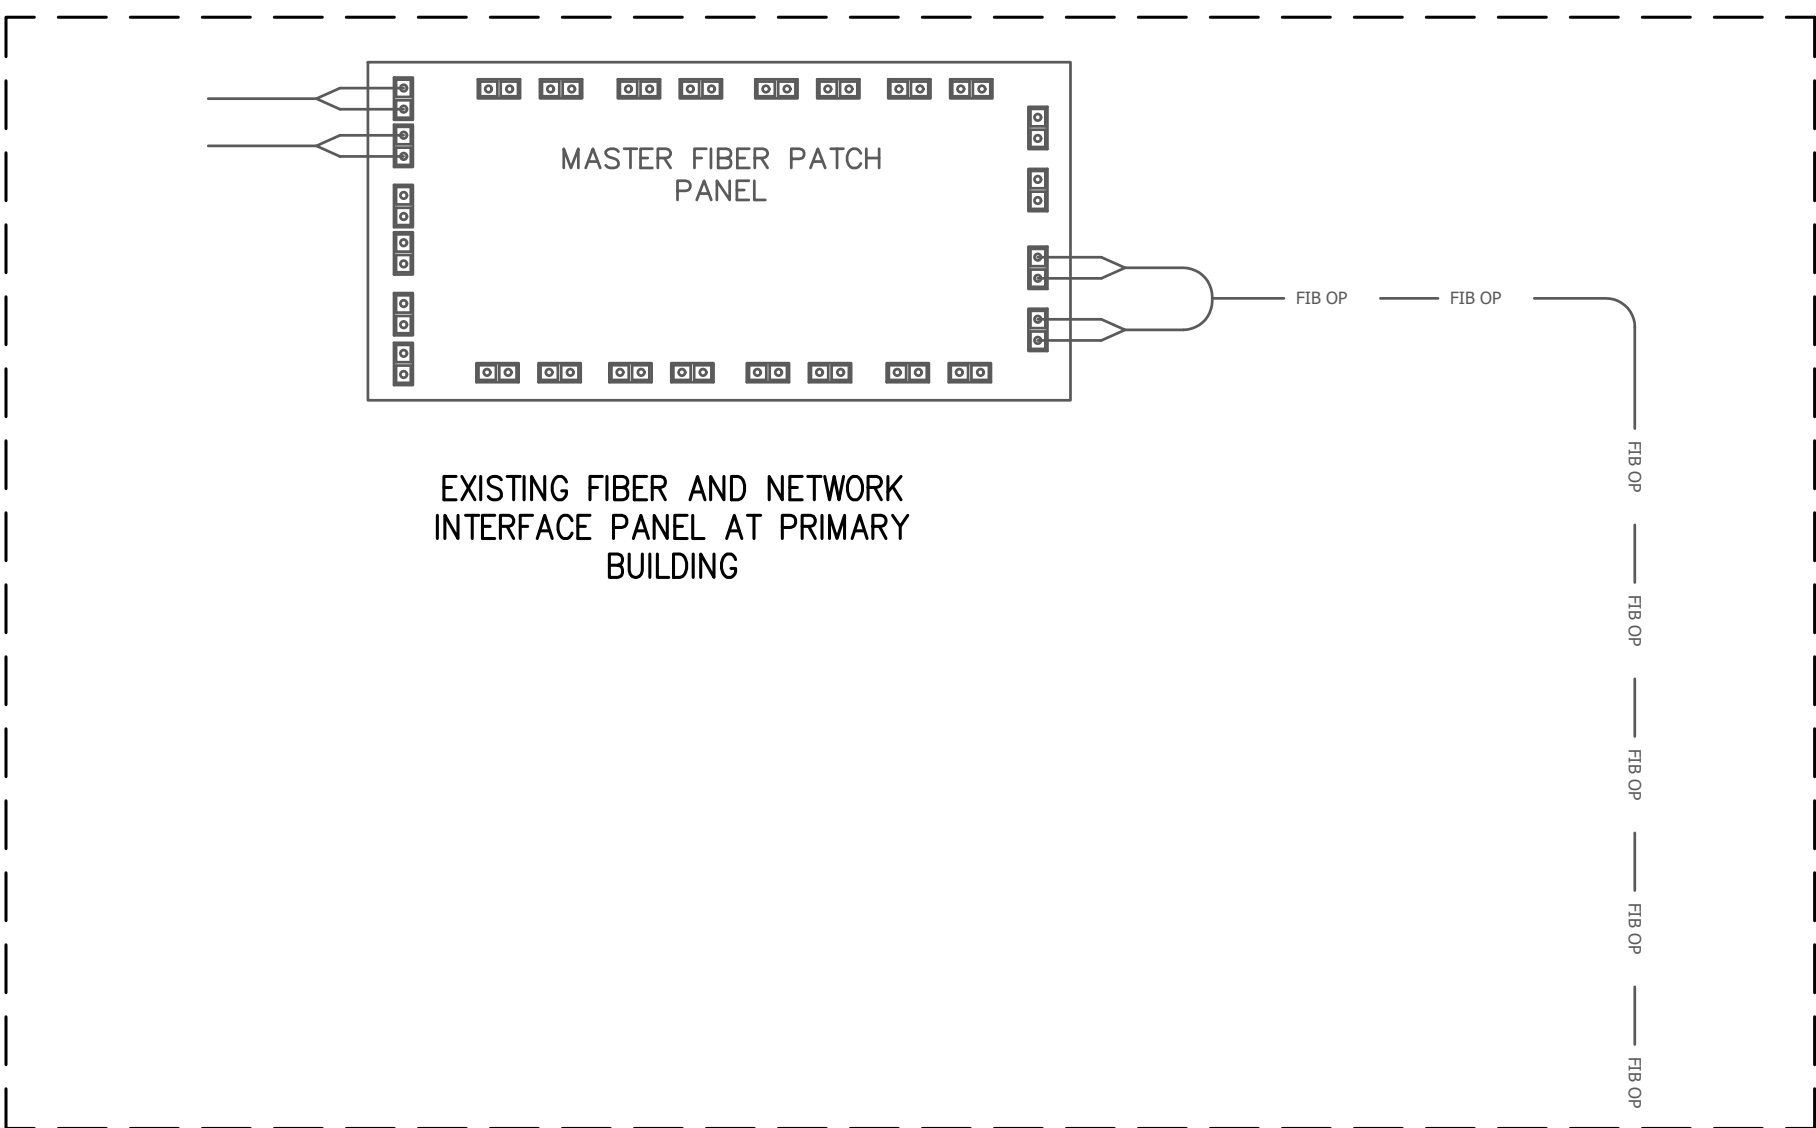 MASTER FIBER PATCH
PANEL
FIB OP
FIB OP
EXISTING FIBER AND NETWORK
INTERFACE PANEL AT PRIMARY
BUILDING
FIB OP
FIB OP
FIB OP
FIB OP
FIB OP